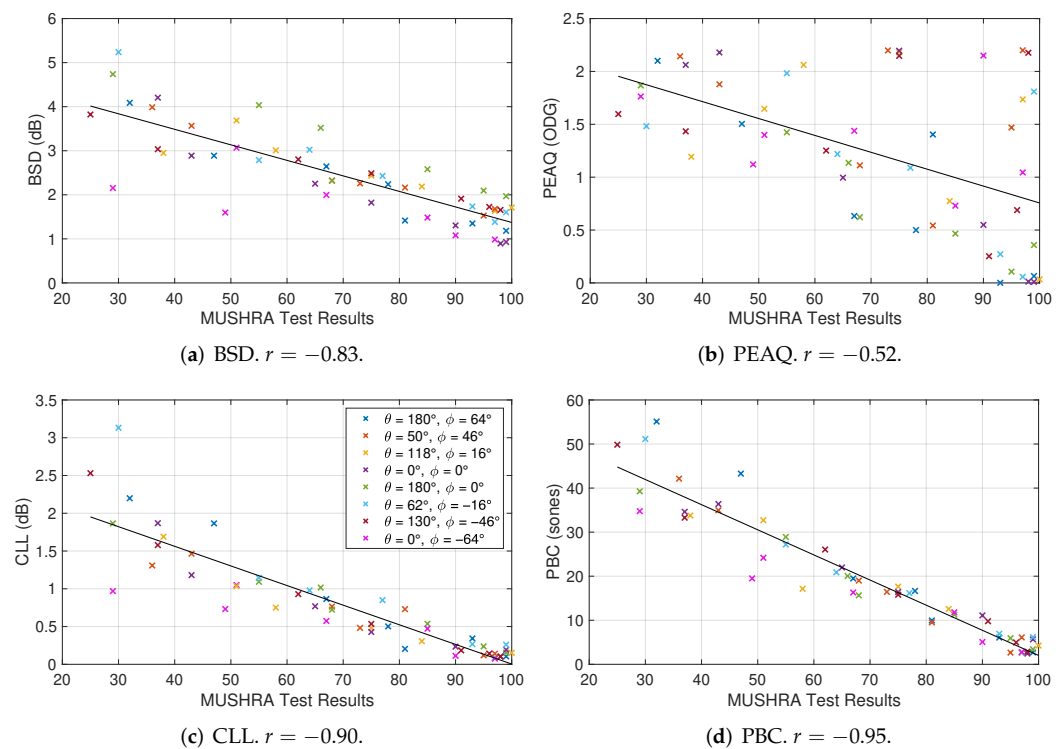 6
5
4
3
2
1
0
BSD (dB)
20 30 40 50 60 70 80 90 100
MUSHRA Test Results
(a) BSD. r = −0.83.
2.5
2
1.5
1
0.5
0
PEAQ (ODG)
20 30 40 50 60 70 80 90 100
MUSHRA Test Results
(b) PEAQ. r = −0.52.
3.5
3
2.5
2
1.5
1
0.5
0
CLL (dB)
θ = 180°, ϕ = 64°
θ = 50°, ϕ = 46°
θ = 118°, ϕ = 16°
θ = 0°, ϕ = 0°
θ = 180°, ϕ = 0°
θ = 62°, ϕ = −16°
θ = 130°, ϕ = −46°
θ = 0°, ϕ = −64°
20 30 40 50 60 70 80 90 100
MUSHRA Test Results
(c) CLL. r = −0.90.
60
50
40
30
20
10
0
PBC (sones)
20 30 40 50 60 70 80 90 100
MUSHRA Test Results
(d) PBC. r = −0.95.